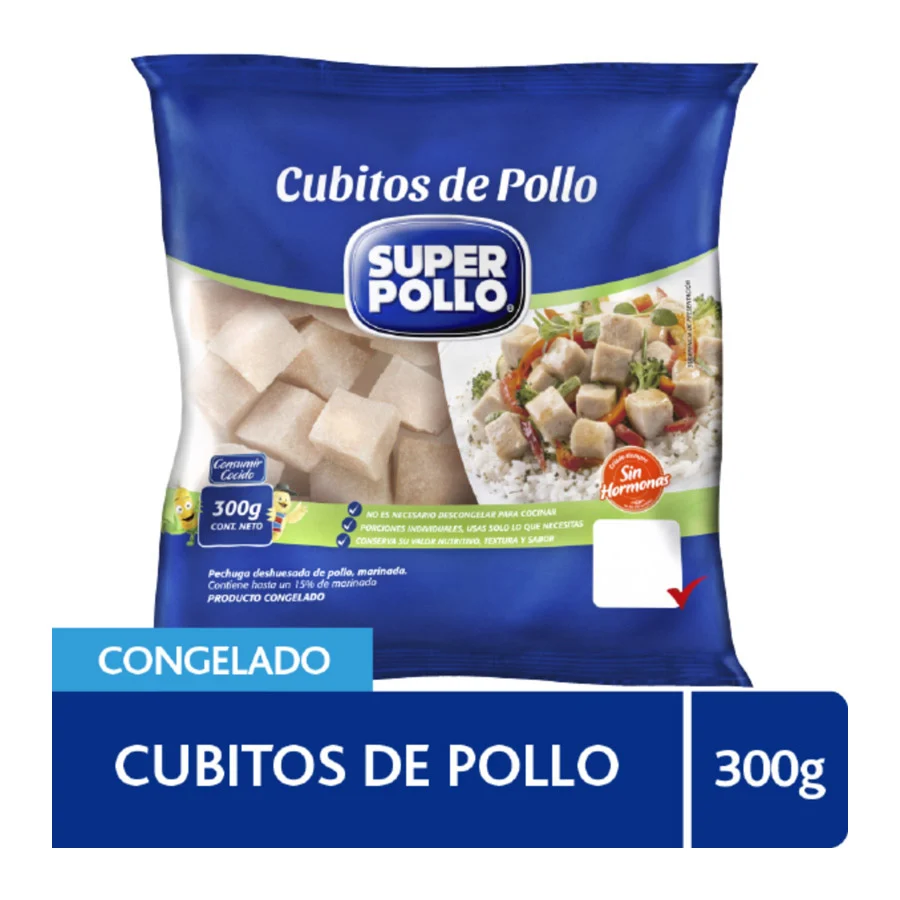 Cubitos de Pollo
SUPER
POLLO
®
Consumir
Cocido
300g
CONT. NETO
NO ES NECESARIO DESCONGELAR PARA COCINAR
PORCIONES INDIVIDUALES, USAS SOLO LO QUE NECESITAS
CONSERVA SU VALOR NUTRITIVO, TEXTURA Y SABOR
Sin
Hormonas
Pechuga deshuesada de pollo, marinada.
Contiene hasta un 15% de marinada
PRODUCTO CONGELADO
CONGELADO
CUBITOS DE POLLO
300g